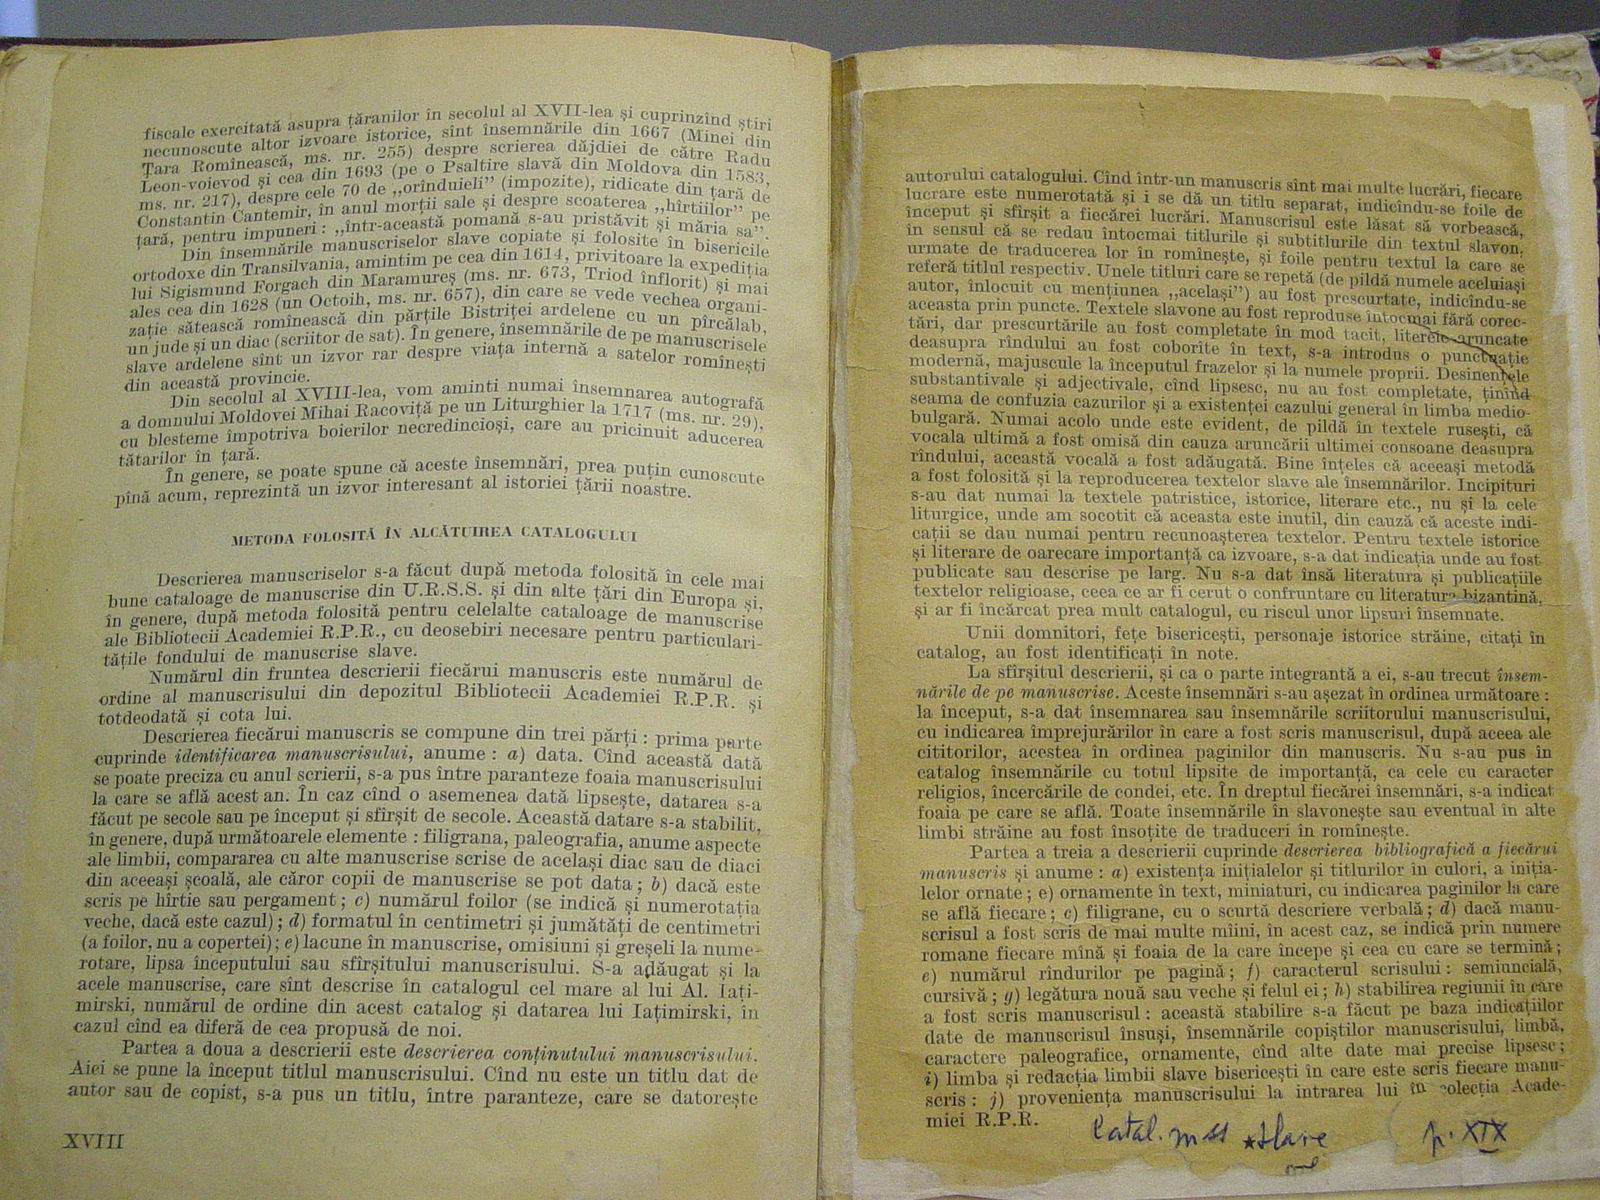 fiscale exercitată asupra țăranilor în secolul al XVII-lea și cuprinzînd știri
necunoscute altor izvoare istorice, sînt însemnările din 1667 (Minei din
Țara Romînească, ms. nr. 255) despre scrierea dăjdiei de către Radu
Leon-voievod și cea din 1693 (pe o Psaltire slavă din Moldova din 1583,
ms. nr. 217), despre cele 70 de „orînduieli” (impozite), ridicate din țară de
Constantin Cantemir, în anul morții sale și despre scoaterea „hîrtiilor” pe
țară, pentru impuneri : „într-această pomană s-au pristăvit și măria sa”.
Din însemnările manuscriselor slave copiate și folosite în bisericile
ortodoxe din Transilvania, amintim pe cea din 1614, privitoare la expediția
lui Sigismund Forgach din Maramureș (ms. nr. 673, Triod înflorit) și mai
ales cea din 1628 (un Octoih, ms. nr. 657), din care se vede vechea organi-
zație sătească romînească din părțile Bistriței ardelene cu un pîrcălab,
un jude și un diac (scriitor de sat). În genere, însemnările de pe manuscrisele
slave ardelene sînt un izvor rar despre viața internă a satelor romînești
din această provincie.
Din secolul al XVIII-lea, vom aminti numai însemnarea autografă
a domnului Moldovei Mihai Racoviță pe un Liturghier la 1717 (ms. nr. 29),
cu blesteme împotriva boierilor necredincioși, care au pricinuit aducerea
tătarilor în țară.
În genere, se poate spune că aceste însemnări, prea puțin cunoscute
pînă acum, reprezintă un izvor interesant al istoriei țării noastre.
METODA FOLOSITĂ ÎN ALCĂTUIREA CATALOGULUI
Descrierea manuscriselor s-a făcut după metoda folosită în cele mai
bune cataloage de manuscrise din U.R.S.S. și din alte țări din Europa și,
în genere, după metoda folosită pentru celelalte cataloage de manuscrise
ale Bibliotecii Academiei R.P.R., cu deosebiri necesare pentru particulari-
tățile fondului de manuscrise slave.
Numărul din fruntea descrierii fiecărui manuscris este numărul de
ordine al manuscrisului din depozitul Bibliotecii Academiei R.P.R. și
totdeodată și cota lui.
Descrierea fiecărui manuscris se compune din trei părți : prima parte
cuprinde identificarea manuscrisului, anume : a) data. Cînd această dată
se poate preciza cu anul scrierii, s-a pus între paranteze foaia manuscrisului
la care se află acest an. În caz cînd o asemenea dată lipsește, datarea s-a
făcut pe secole sau pe început și sfîrșit de secole. Această datare s-a stabilit,
în genere, după următoarele elemente : filigrana, paleografia, anume aspecte
ale limbii, compararea cu alte manuscrise scrise de același diac sau de diaci
din aceeași școală, ale căror copii de manuscrise se pot data ; b) dacă este
scris pe hîrtie sau pergament ; c) numărul foilor (se indică și numerotația
veche, dacă este cazul) ; d) formatul în centimetri și jumătăți de centimetri
(a foilor, nu a copertei) ; e) lacune în manuscrise, omisiuni și greșeli la nume-
rotare, lipsa începutului sau sfîrșitului manuscrisului. S-a adăugat și la
acele manuscrise, care sînt descrise în catalogul cel mare al lui Al. Iați-
mirski, numărul de ordine din acest catalog și datarea lui Iațimirski, în
cazul cînd ea diferă de cea propusă de noi.
Partea a doua a descrierii este descrierea conținutului manuscrisului.
Aici se pune la început titlul manuscrisului. Cînd nu este un titlu dat de
autor sau de copist, s-a pus un titlu, între paranteze, care se datorește
XVIII
autorului catalogului. Cînd într-un manuscris sînt mai multe lucrări, fiecare
lucrare este numerotată și i se dă un titlu separat, indicîndu-se foile de
început și sfîrșit a fiecărei lucrări. Manuscrisul este lăsat să vorbească,
în sensul că se redau întocmai titlurile și subtitlurile din textul slavon,
urmate de traducerea lor în romînește, și foile pentru textul la care se
referă titlul respectiv. Unele titluri care se repetă (de pildă numele aceluiași
autor, înlocuit cu mențiunea „același”) au fost prescurtate, indicîndu-se
aceasta prin puncte. Textele slavone au fost reproduse întocmai fără corec-
tări, dar prescurtările au fost completate în mod tacit, literele aruncate
deasupra rîndului au fost coborîte în text, s-a introdus o punctuație
modernă, majuscule la începutul frazelor și la numele proprii. Desinențele
substantivale și adjectivale, cînd lipsesc, nu au fost completate, ținînd
seama de confuzia cazurilor și a existenței cazului general în limba medio-
bulgară. Numai acolo unde este evident, de pildă în textele rusești, că
vocala ultimă a fost omisă din cauza aruncării ultimei consoane deasupra
rîndului, această vocală a fost adăugată. Bine înțeles că aceeași metodă
a fost folosită și la reproducerea textelor slave ale însemnărilor. Incipituri
s-au dat numai la textele patristice, istorice, literare etc., nu și la cele
liturgice, unde am socotit că aceasta este inutil, din cauză că aceste indi-
cații se dau numai pentru recunoașterea textelor. Pentru textele istorice
și literare de oarecare importanță ca izvoare, s-a dat indicația unde au fost
publicate sau descrise pe larg. Nu s-a dat însă literatura și publicațiile
textelor religioase, ceea ce ar fi cerut o confruntare cu literatura bizantină,
și ar fi încărcat prea mult catalogul, cu riscul unor lipsuri însemnate.
Unii domnitori, fețe bisericești, personaje istorice străine, citați în
catalog, au fost identificați în note.
La sfîrșitul descrierii, și ca o parte integrantă a ei, s-au trecut însem-
nările de pe manuscrise. Aceste însemnări s-au așezat în ordinea următoare :
la început, s-a dat însemnarea sau însemnările scriitorului manuscrisului,
cu indicarea împrejurărilor în care a fost scris manuscrisul, după aceea ale
cititorilor, acestea în ordinea paginilor din manuscris. Nu s-au pus în
catalog însemnările cu totul lipsite de importanță, ca cele cu caracter
religios, încercările de condei, etc. În dreptul fiecărei însemnări, s-a indicat
foaia pe care se află. Toate însemnările în slavonește sau eventual în alte
limbi străine au fost însoțite de traduceri în romînește.
Partea a treia a descrierii cuprinde descrierea bibliografică a fiecărui
manuscris și anume : a) existența inițialelor și titlurilor în culori, a iniția-
lelor ornate ; e) ornamente în text, miniaturi, cu indicarea paginilor la care
se află fiecare ; c) filigrane, cu o scurtă descriere verbală ; d) dacă manu-
scrisul a fost scris de mai multe mîini, în acest caz, se indică prin numere
romane fiecare mînă și foaia de la care începe și cea cu care se termină ;
e) numărul rîndurilor pe pagină ; f) caracterul scrisului : semiuncială,
cursivă ; g) legătura nouă sau veche și felul ei ; h) stabilirea regiunii în care
a fost scris manuscrisul : această stabilire s-a făcut pe baza indicațiilor
date de manuscrisul însuși, însemnările copiștilor manuscrisului, limbă,
caractere paleografice, ornamente, cînd alte date mai precise lipsesc ;
i) limba și redacția limbii slave bisericești în care este scris fiecare manu-
scris : j) proveniența manuscrisului la intrarea lui în colecția Acade-
miei R.P.R.
Catal. mss slave p. XIX